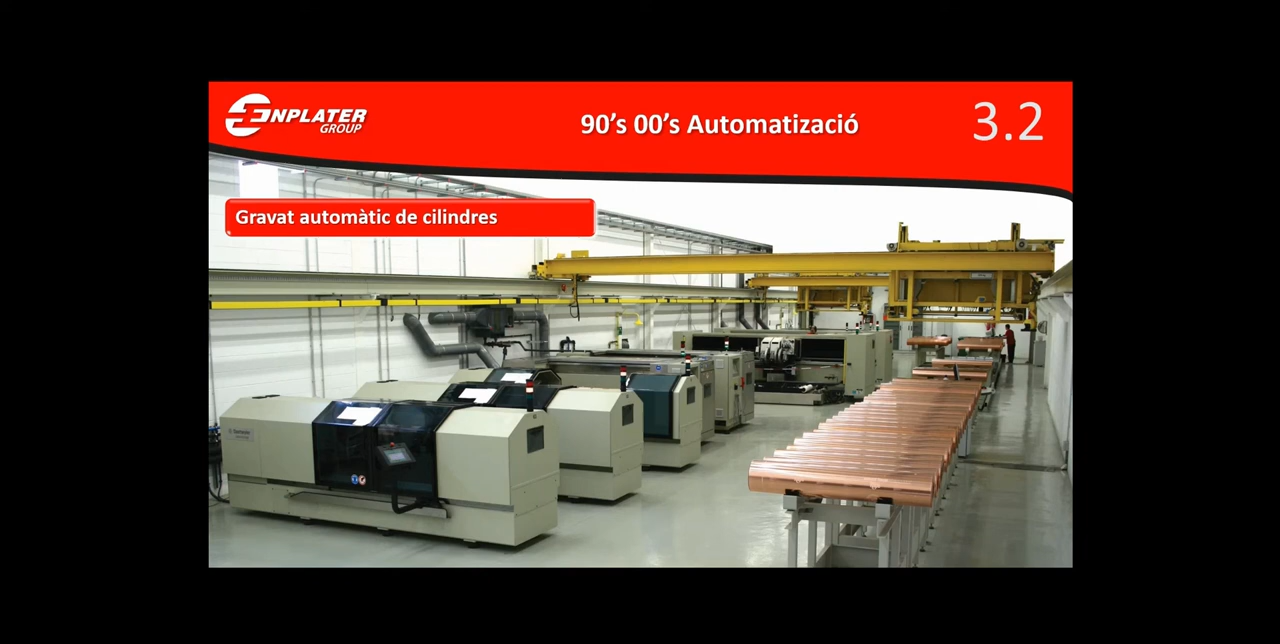 ENPLATER
GROUP
90’s 00’s Automatizació
3.2
Gravat automàtic de cilindres